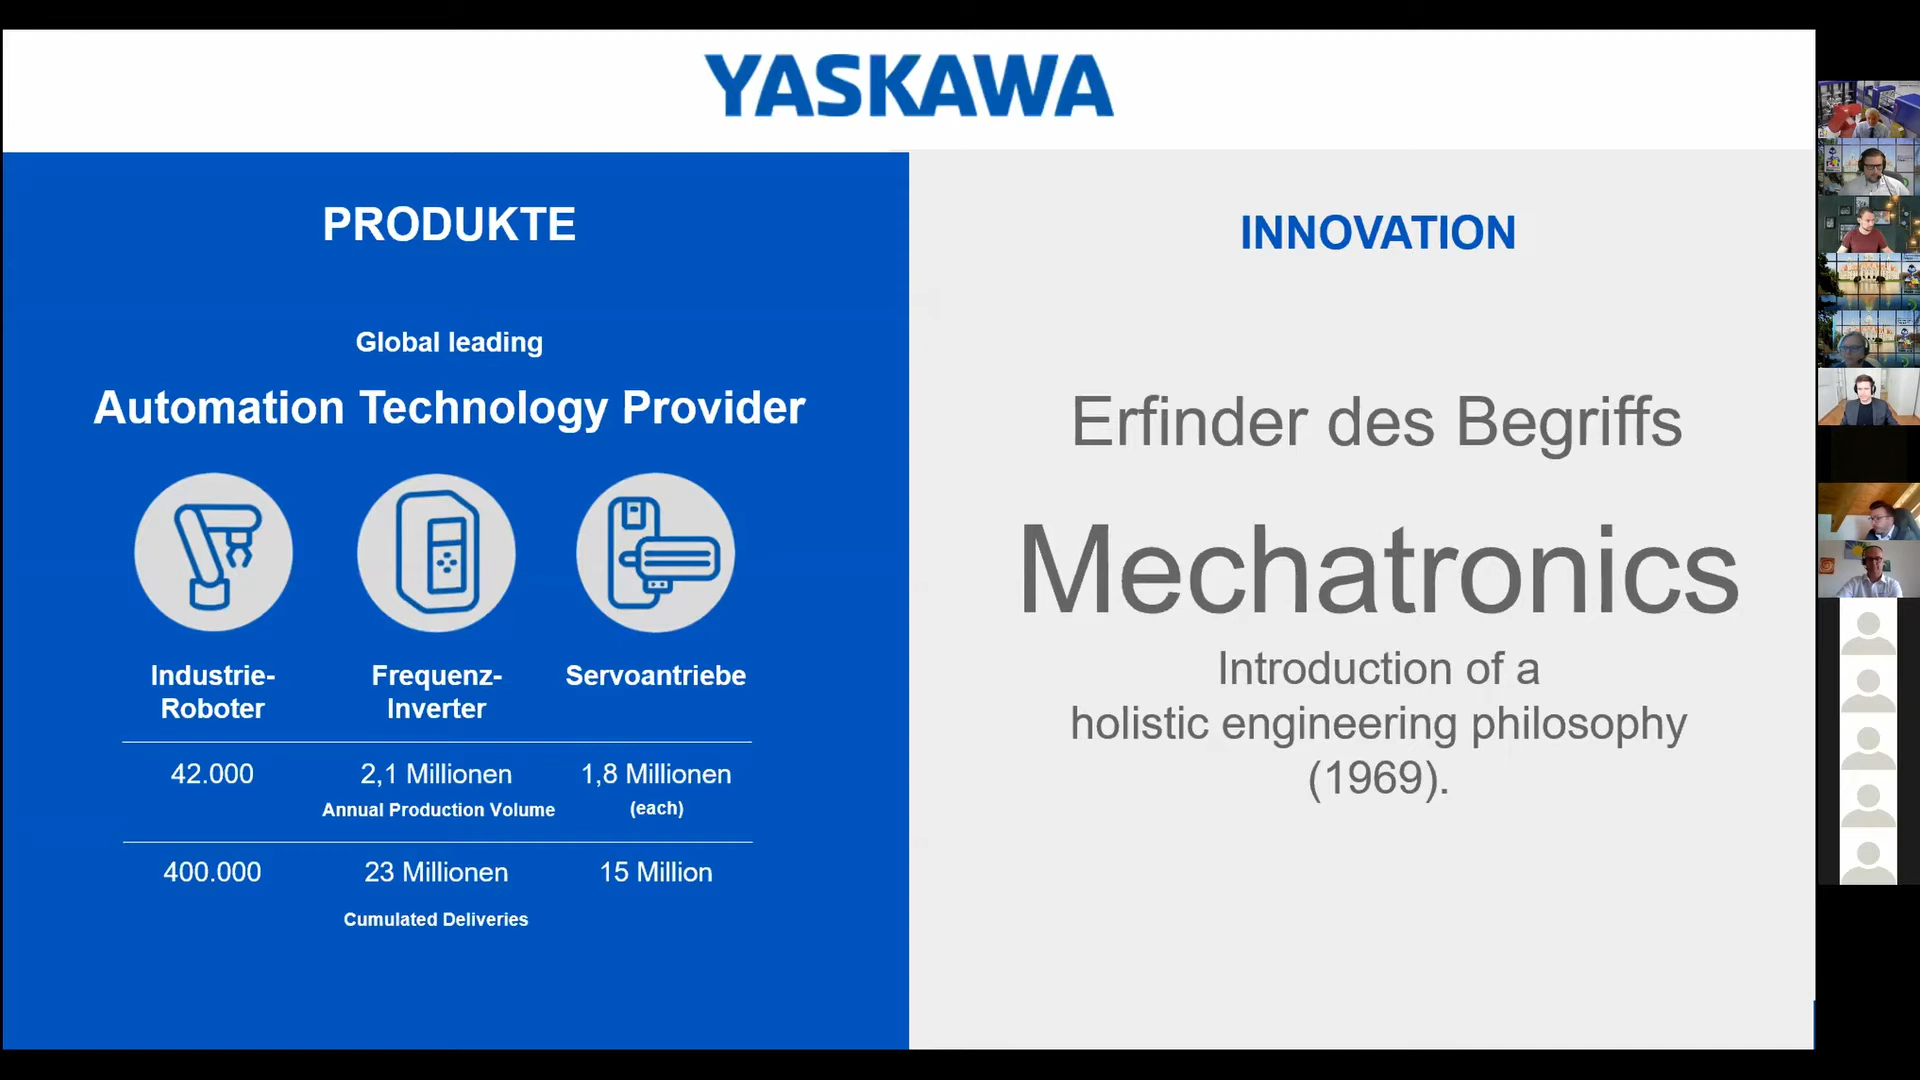 YASKAWA
PRODUKTE
Global leading
Automation Technology Provider
Industrie-
Roboter
Frequenz-
Inverter
Servoantriebe
42.000
2,1 Millionen
1,8 Millionen
Annual Production Volume
(each)
400.000
23 Millionen
15 Million
Cumulated Deliveries
INNOVATION
Erfinder des Begriffs
Mechatronics
Introduction of a
holistic engineering philosophy
(1969).